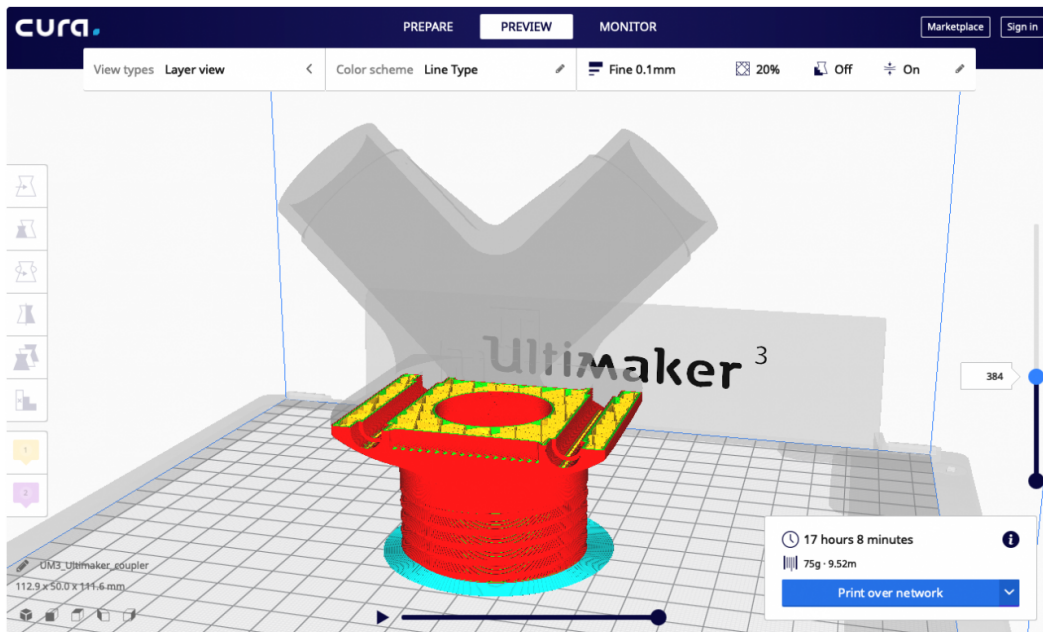 cura.
PREPARE PREVIEW MONITOR
Marketplace Sign in
View types Layer view
Color scheme Line Type
Fine 0.1mm 20% Off On
Ultimaker 3
384
1
2
17 hours 8 minutes
75g · 9.52m
Print over network
UM3_Ultimaker_coupler
112.9 x 50.0 x 111.6 mm